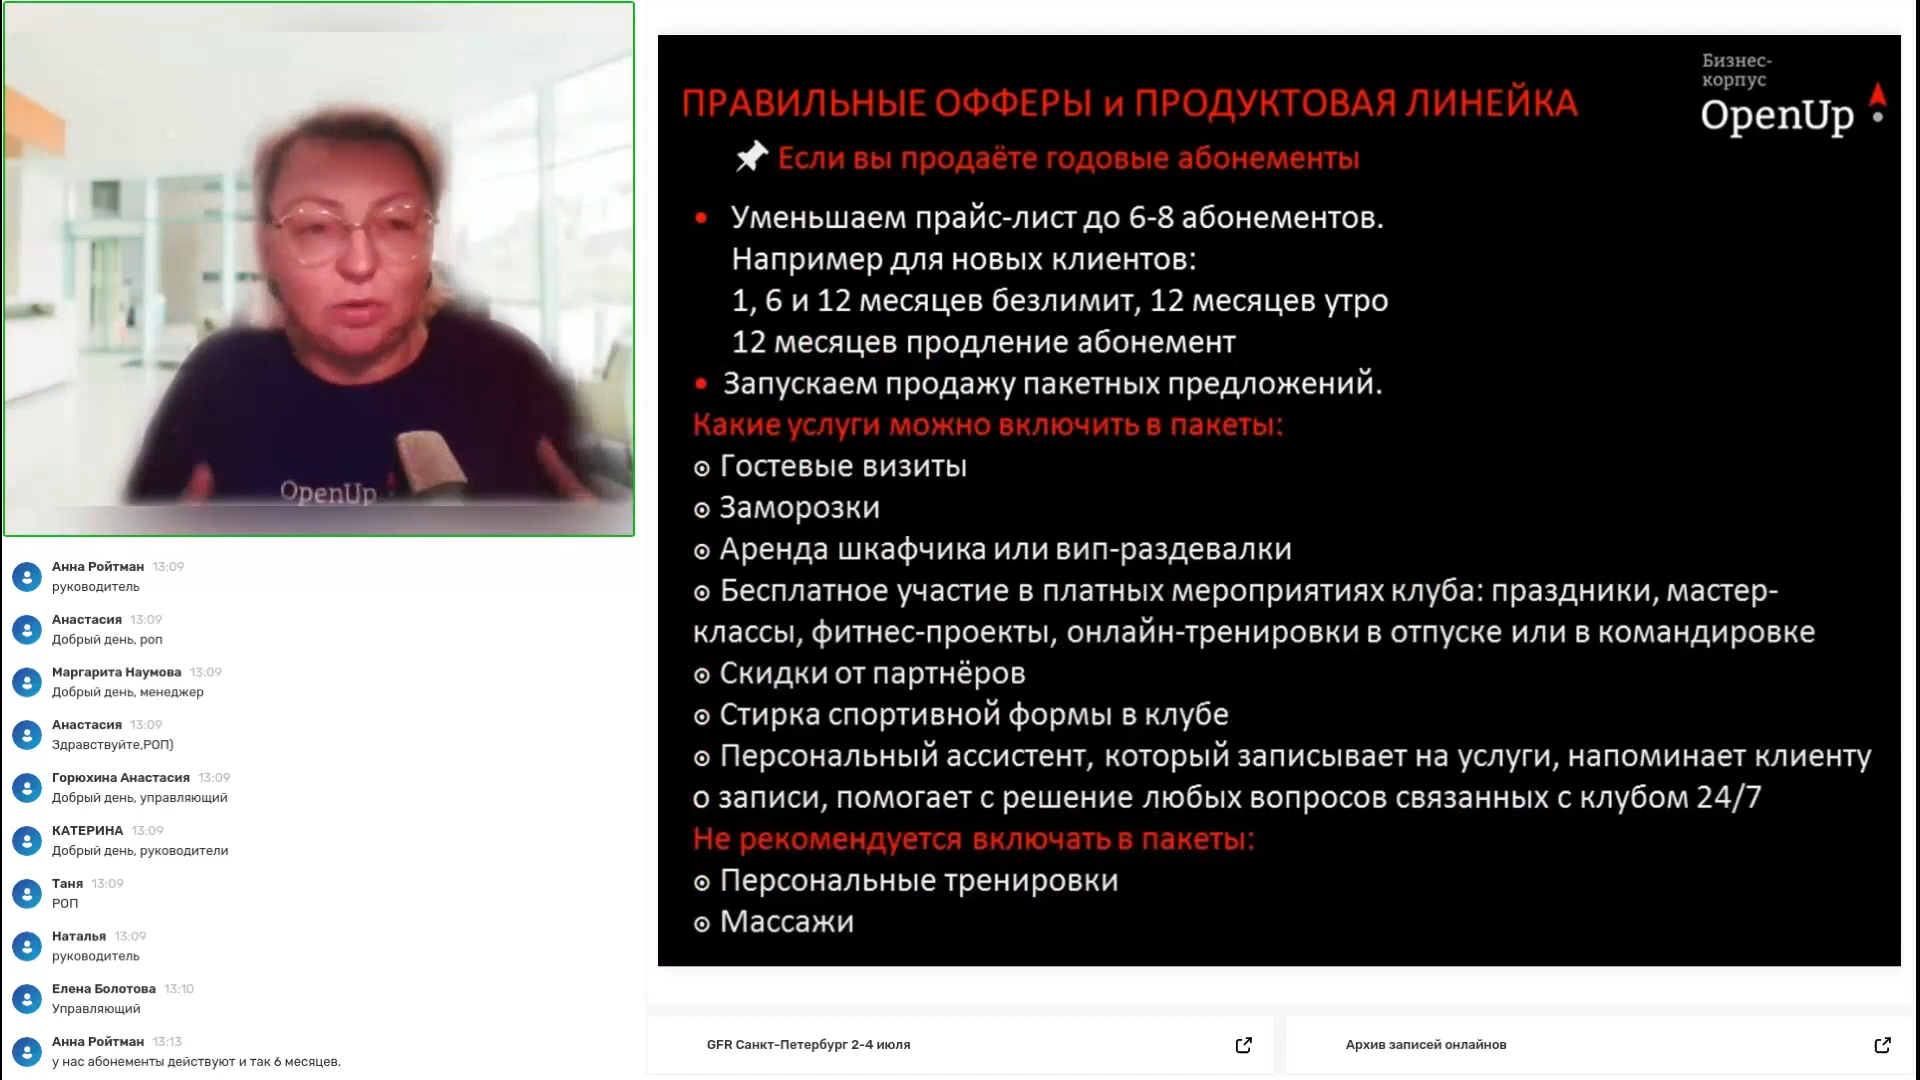 OpenUp
Анна Ройтман 13:09
руководитель
Анастасия 13:09
Добрый день, роп
Маргарита Наумова 13:09
Добрый день, менеджер
Анастасия 13:09
Здравствуйте,РОП)
Горюхина Анастасия 13:09
Добрый день, управляющий
КАТЕРИНА 13:09
Добрый день, руководители
Таня 13:09
РОП
Наталья 13:09
руководитель
Елена Болотова 13:10
Управляющий
Анна Ройтман 13:13
у нас абонементы действуют и так 6 месяцев.
Бизнес-
корпус
OpenUp
ПРАВИЛЬНЫЕ ОФФЕРЫ и ПРОДУКТОВАЯ ЛИНЕЙКА
Если вы продаёте годовые абонементы
• Уменьшаем прайс-лист до 6-8 абонементов.
Например для новых клиентов:
1, 6 и 12 месяцев безлимит, 12 месяцев утро
12 месяцев продление абонемент
• Запускаем продажу пакетных предложений.
Какие услуги можно включить в пакеты:
⊙ Гостевые визиты
⊙ Заморозки
⊙ Аренда шкафчика или вип-раздевалки
⊙ Бесплатное участие в платных мероприятиях клуба: праздники, мастер-
классы, фитнес-проекты, онлайн-тренировки в отпуске или в командировке
⊙ Скидки от партнёров
⊙ Стирка спортивной формы в клубе
⊙ Персональный ассистент, который записывает на услуги, напоминает клиенту
о записи, помогает с решение любых вопросов связанных с клубом 24/7
Не рекомендуется включать в пакеты:
⊙ Персональные тренировки
⊙ Массажи
GFR Санкт-Петербург 2-4 июля
Архив записей онлайнов